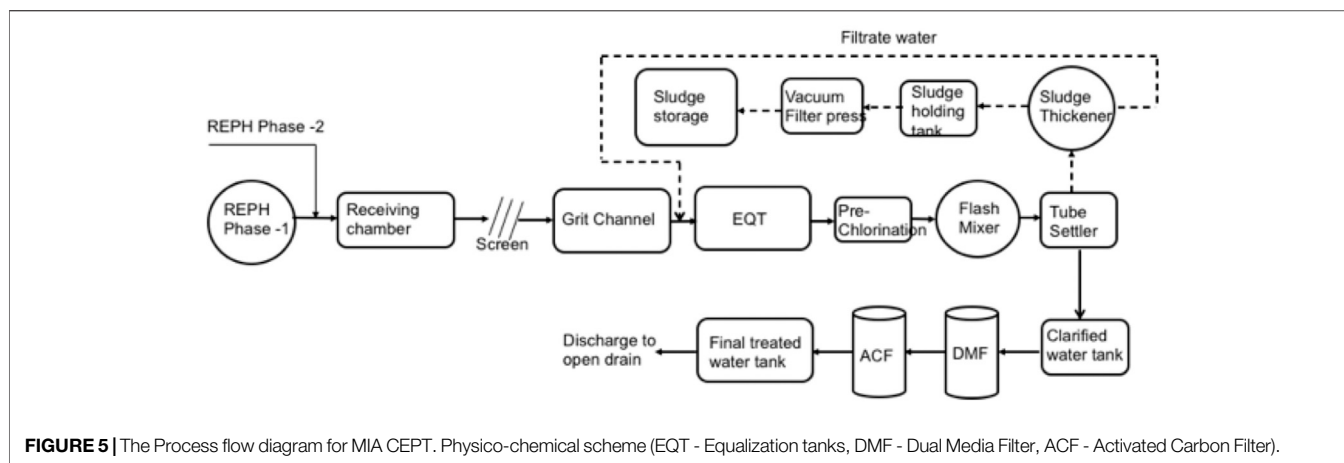 Filtrate water
Sludge
storage
Vacuum
Filter press
Sludge
holding
tank
Sludge
Thickener
REPH Phase -2
REPH
Phase -1
Receiving
chamber
Screen
Grit Channel
EQT
Pre-
Chlorination
Flash
Mixer
Tube
Settler
Discharge to
open drain
Final treated
water tank
ACF
DMF
Clarified
water tank
FIGURE 5 | The Process flow diagram for MIA CEPT. Physico-chemical scheme (EQT - Equalization tanks, DMF - Dual Media Filter, ACF - Activated Carbon Filter).